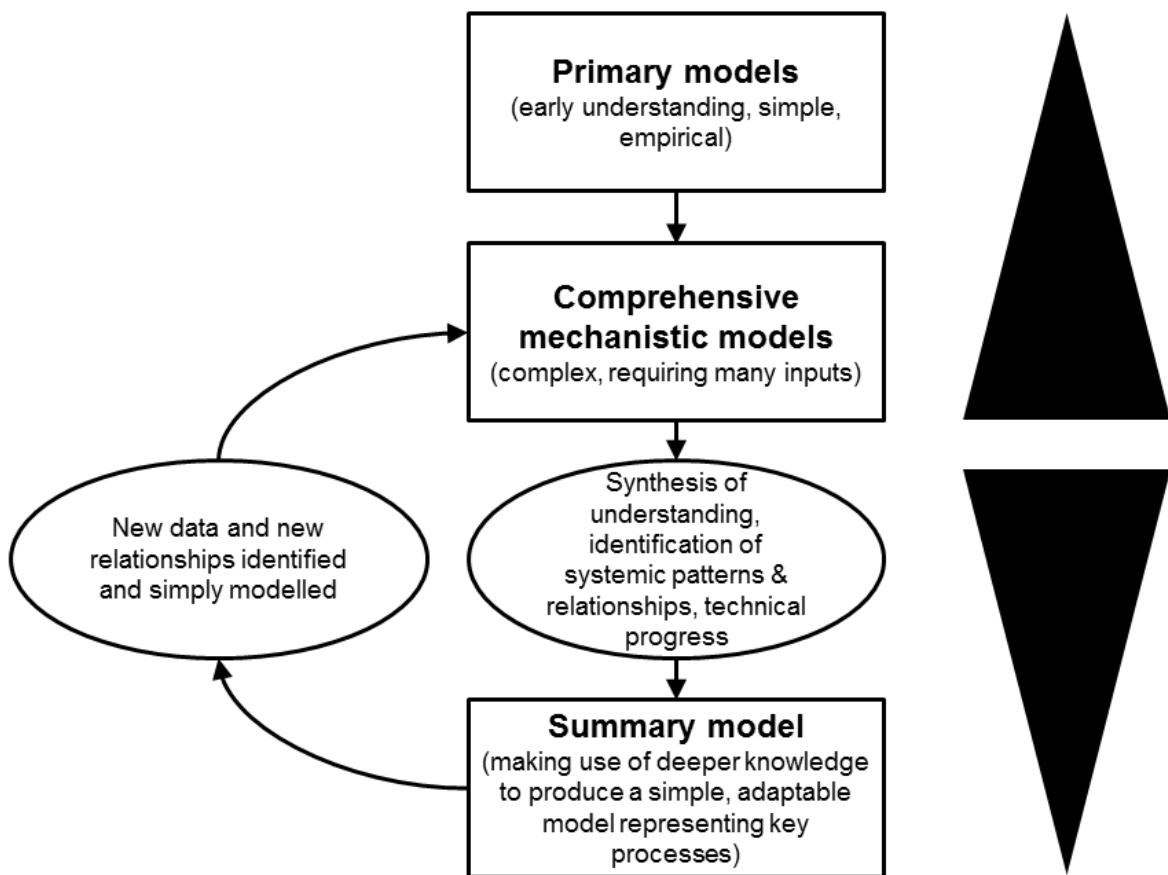 Primary models
(early understanding, simple,
empirical)
Comprehensive
mechanistic models
(complex, requiring many inputs)
New data and new
relationships identified
and simply modelled
Synthesis of
understanding,
identification of
systemic patterns &
relationships, technical
progress
Summary model
(making use of deeper knowledge
to produce a simple, adaptable
model representing key
processes)